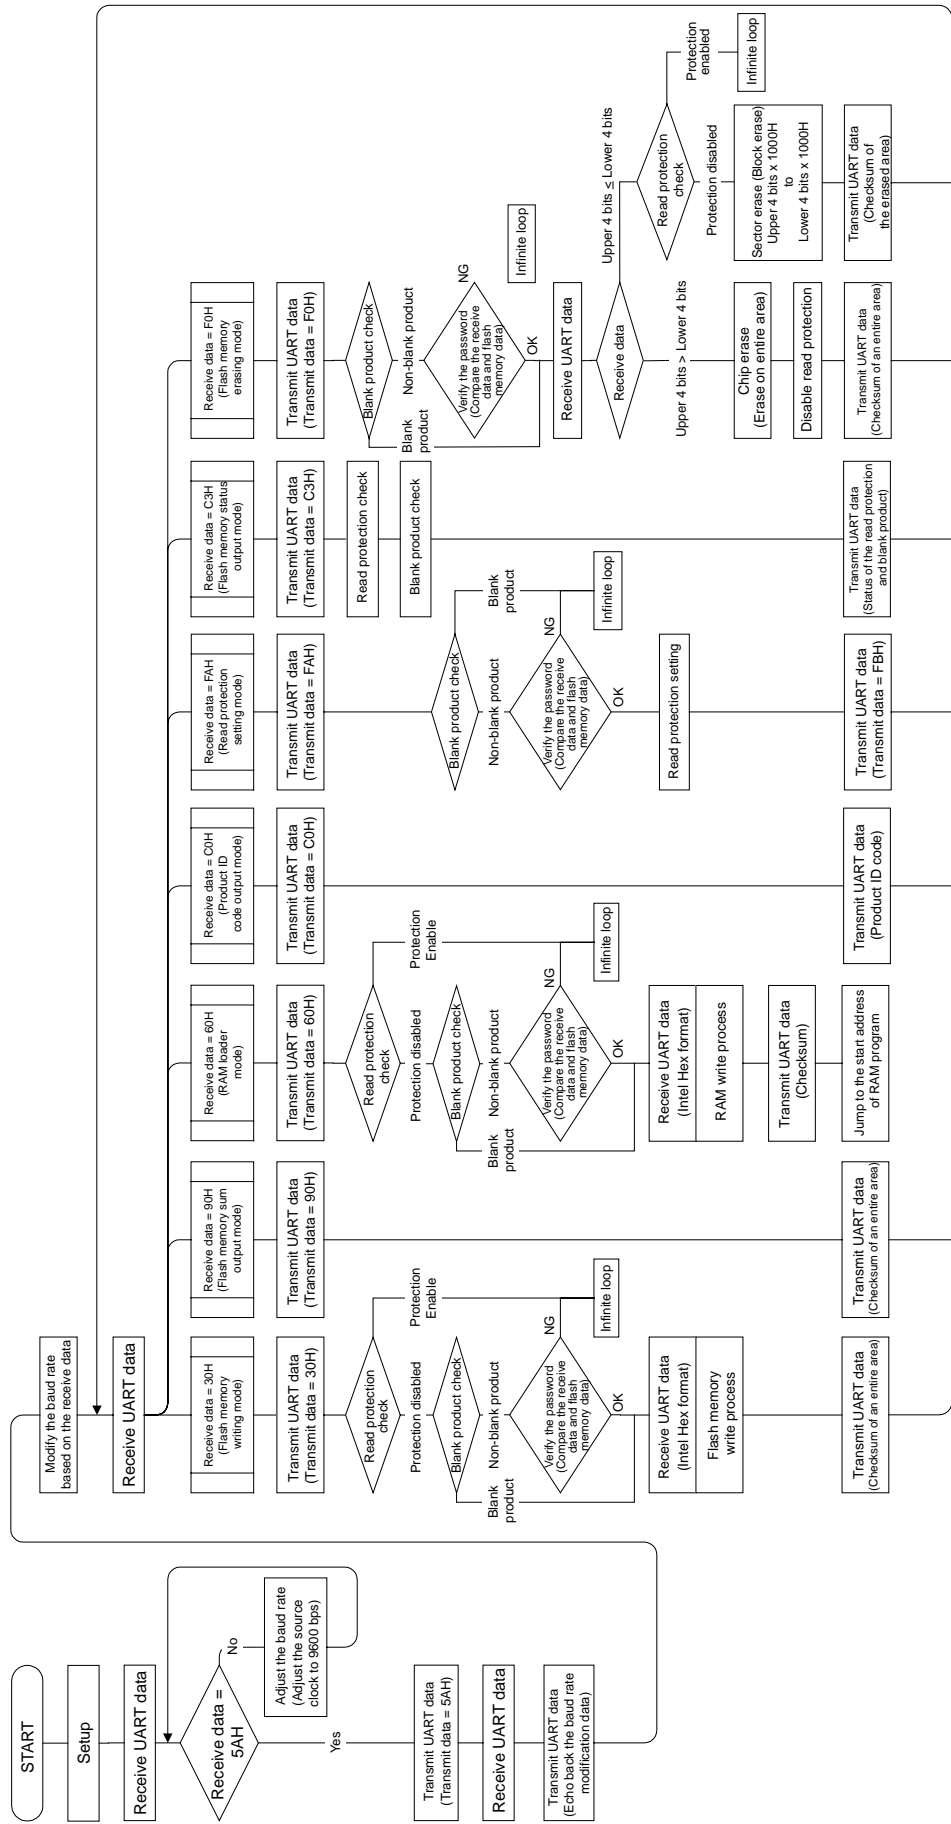 START
Setup
Receive UART data
Receive data =
5AH
No
Adjust the baud rate
(Adjust the source
clock to 9600 bps)
Yes
Transmit UART data
(Transmit data = 5AH)
Receive UART data
Transmit UART data
(Echo back the baud rate
modification data)
Modify the baud rate
based on the receive data
Receive UART data
Receive data = 30H
(Flash memory
writing mode)
Transmit UART data
(Transmit data = 30H)
Read protection
check
Protection
Enable
Protection disabled
Blank product check
Blank
product
Non-blank product
Verify the password
(Compare the receive
data and flash
memory data)
NG
Infinite loop
OK
Receive UART data
(Intel Hex format)
Flash memory
write process
Transmit UART data
(Checksum of an entire area)
Receive data = 90H
(Flash memory sum
output mode)
Transmit UART data
(Transmit data = 90H)
Transmit UART data
(Checksum of an entire area)
Receive data = 60H
(RAM loader
mode)
Transmit UART data
(Transmit data = 60H)
Read protection
check
Protection
Enable
Protection disabled
Blank product check
Blank
product
Non-blank product
Verify the password
(Compare the receive
data and flash
memory data)
NG
Infinite loop
OK
Receive UART data
(Intel Hex format)
RAM write process
Transmit UART data
(Checksum)
Jump to the start address
of RAM program
Receive data = C0H
(Product ID
code output mode)
Transmit UART data
(Transmit data = C0H)
Transmit UART data
(Product ID code)
Receive data = FAH
(Read protection
setting mode)
Transmit UART data
(Transmit data = FAH)
Blank product check
Blank
product
Non-blank product
Verify the password
(Compare the receive
data and flash
memory data)
NG
Infinite loop
OK
Read protection setting
Transmit UART data
(Transmit data = FBH)
Receive data = C3H
(Flash memory status
output mode)
Transmit UART data
(Transmit data = C3H)
Read protection check
Blank product check
Transmit UART data
(Status of the read protection
and blank product)
Receive data = F0H
(Flash memory
erasing mode)
Transmit UART data
(Transmit data = F0H)
Blank product check
Blank
product
Non-blank product
Verify the password
(Compare the receive
data and flash
memory data)
NG
Infinite loop
OK
Receive UART data
Receive data
Upper 4 bits > Lower 4 bits
Chip erase
(Erase on entire area)
Disable read protection
Transmit UART data
(Checksum of an entire area)
Upper 4 bits ≤ Lower 4 bits
Read protection
check
Protection
enabled
Infinite loop
Protection disabled
Sector erase (Block erase)
Upper 4 bits x 1000H
to
Lower 4 bits x 1000H
Transmit UART data
(Checksum of
the erased area)